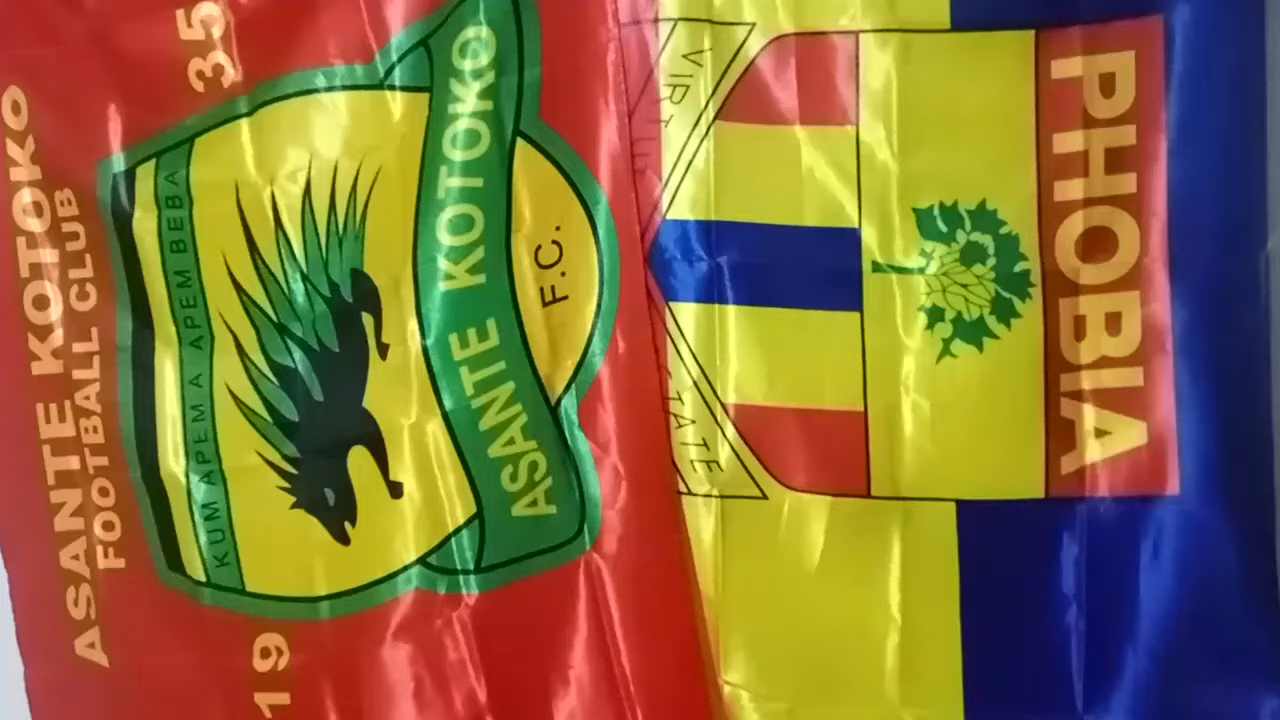 ASANTE KOTOKO
FOOTBALL CLUB
19 35
KUM APEM A APEM BEBA
ASANTE KOTOKO
F.C.
PHOBIA